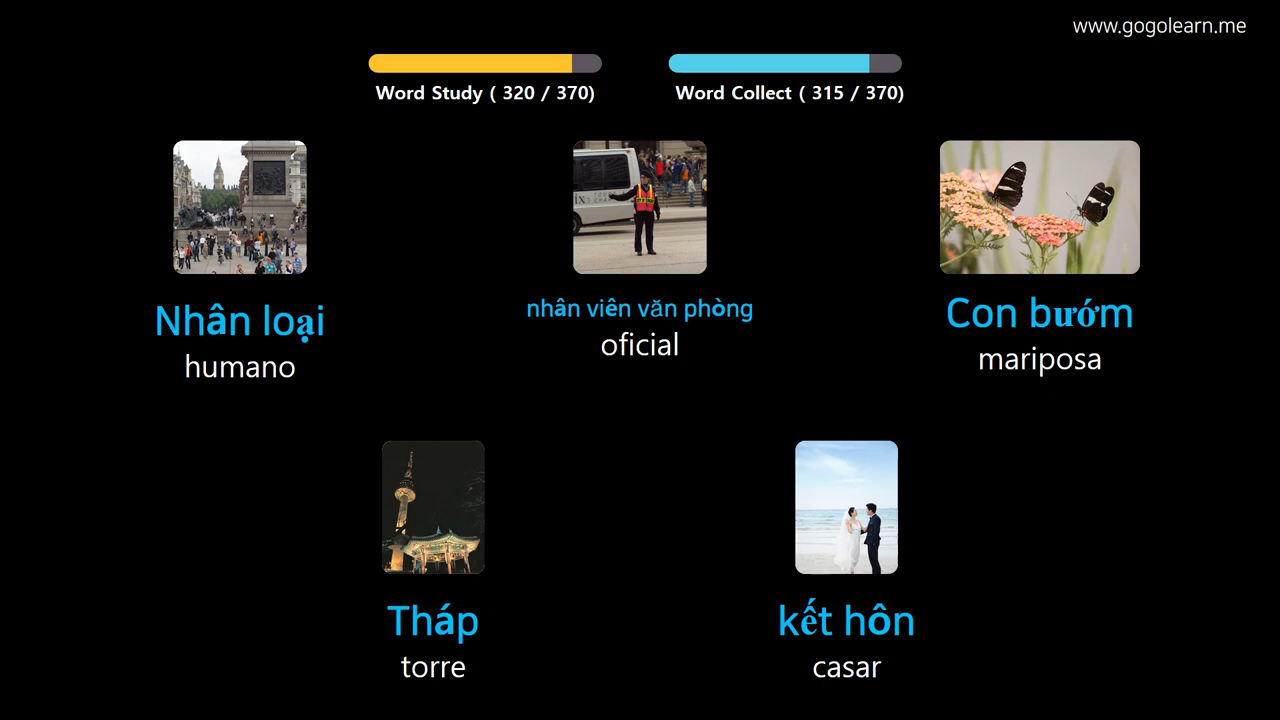 www.gogolearn.me
Word Study ( 320 / 370)
Word Collect ( 315 / 370)
Nhân loại
humano
nhân viên văn phòng
oficial
Con bướm
mariposa
Tháp
torre
kết hôn
casar